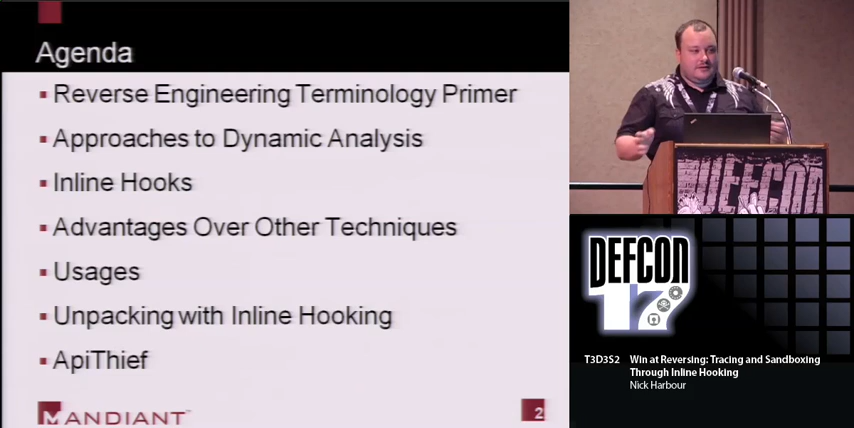 Agenda
Reverse Engineering Terminology Primer
Approaches to Dynamic Analysis
Inline Hooks
Advantages Over Other Techniques
Usages
Unpacking with Inline Hooking
ApiThief
MANDIANT
2
DEFCON
DEFCON
17
T3D3S2 Win at Reversing: Tracing and Sandboxing
Through Inline Hooking
Nick Harbour